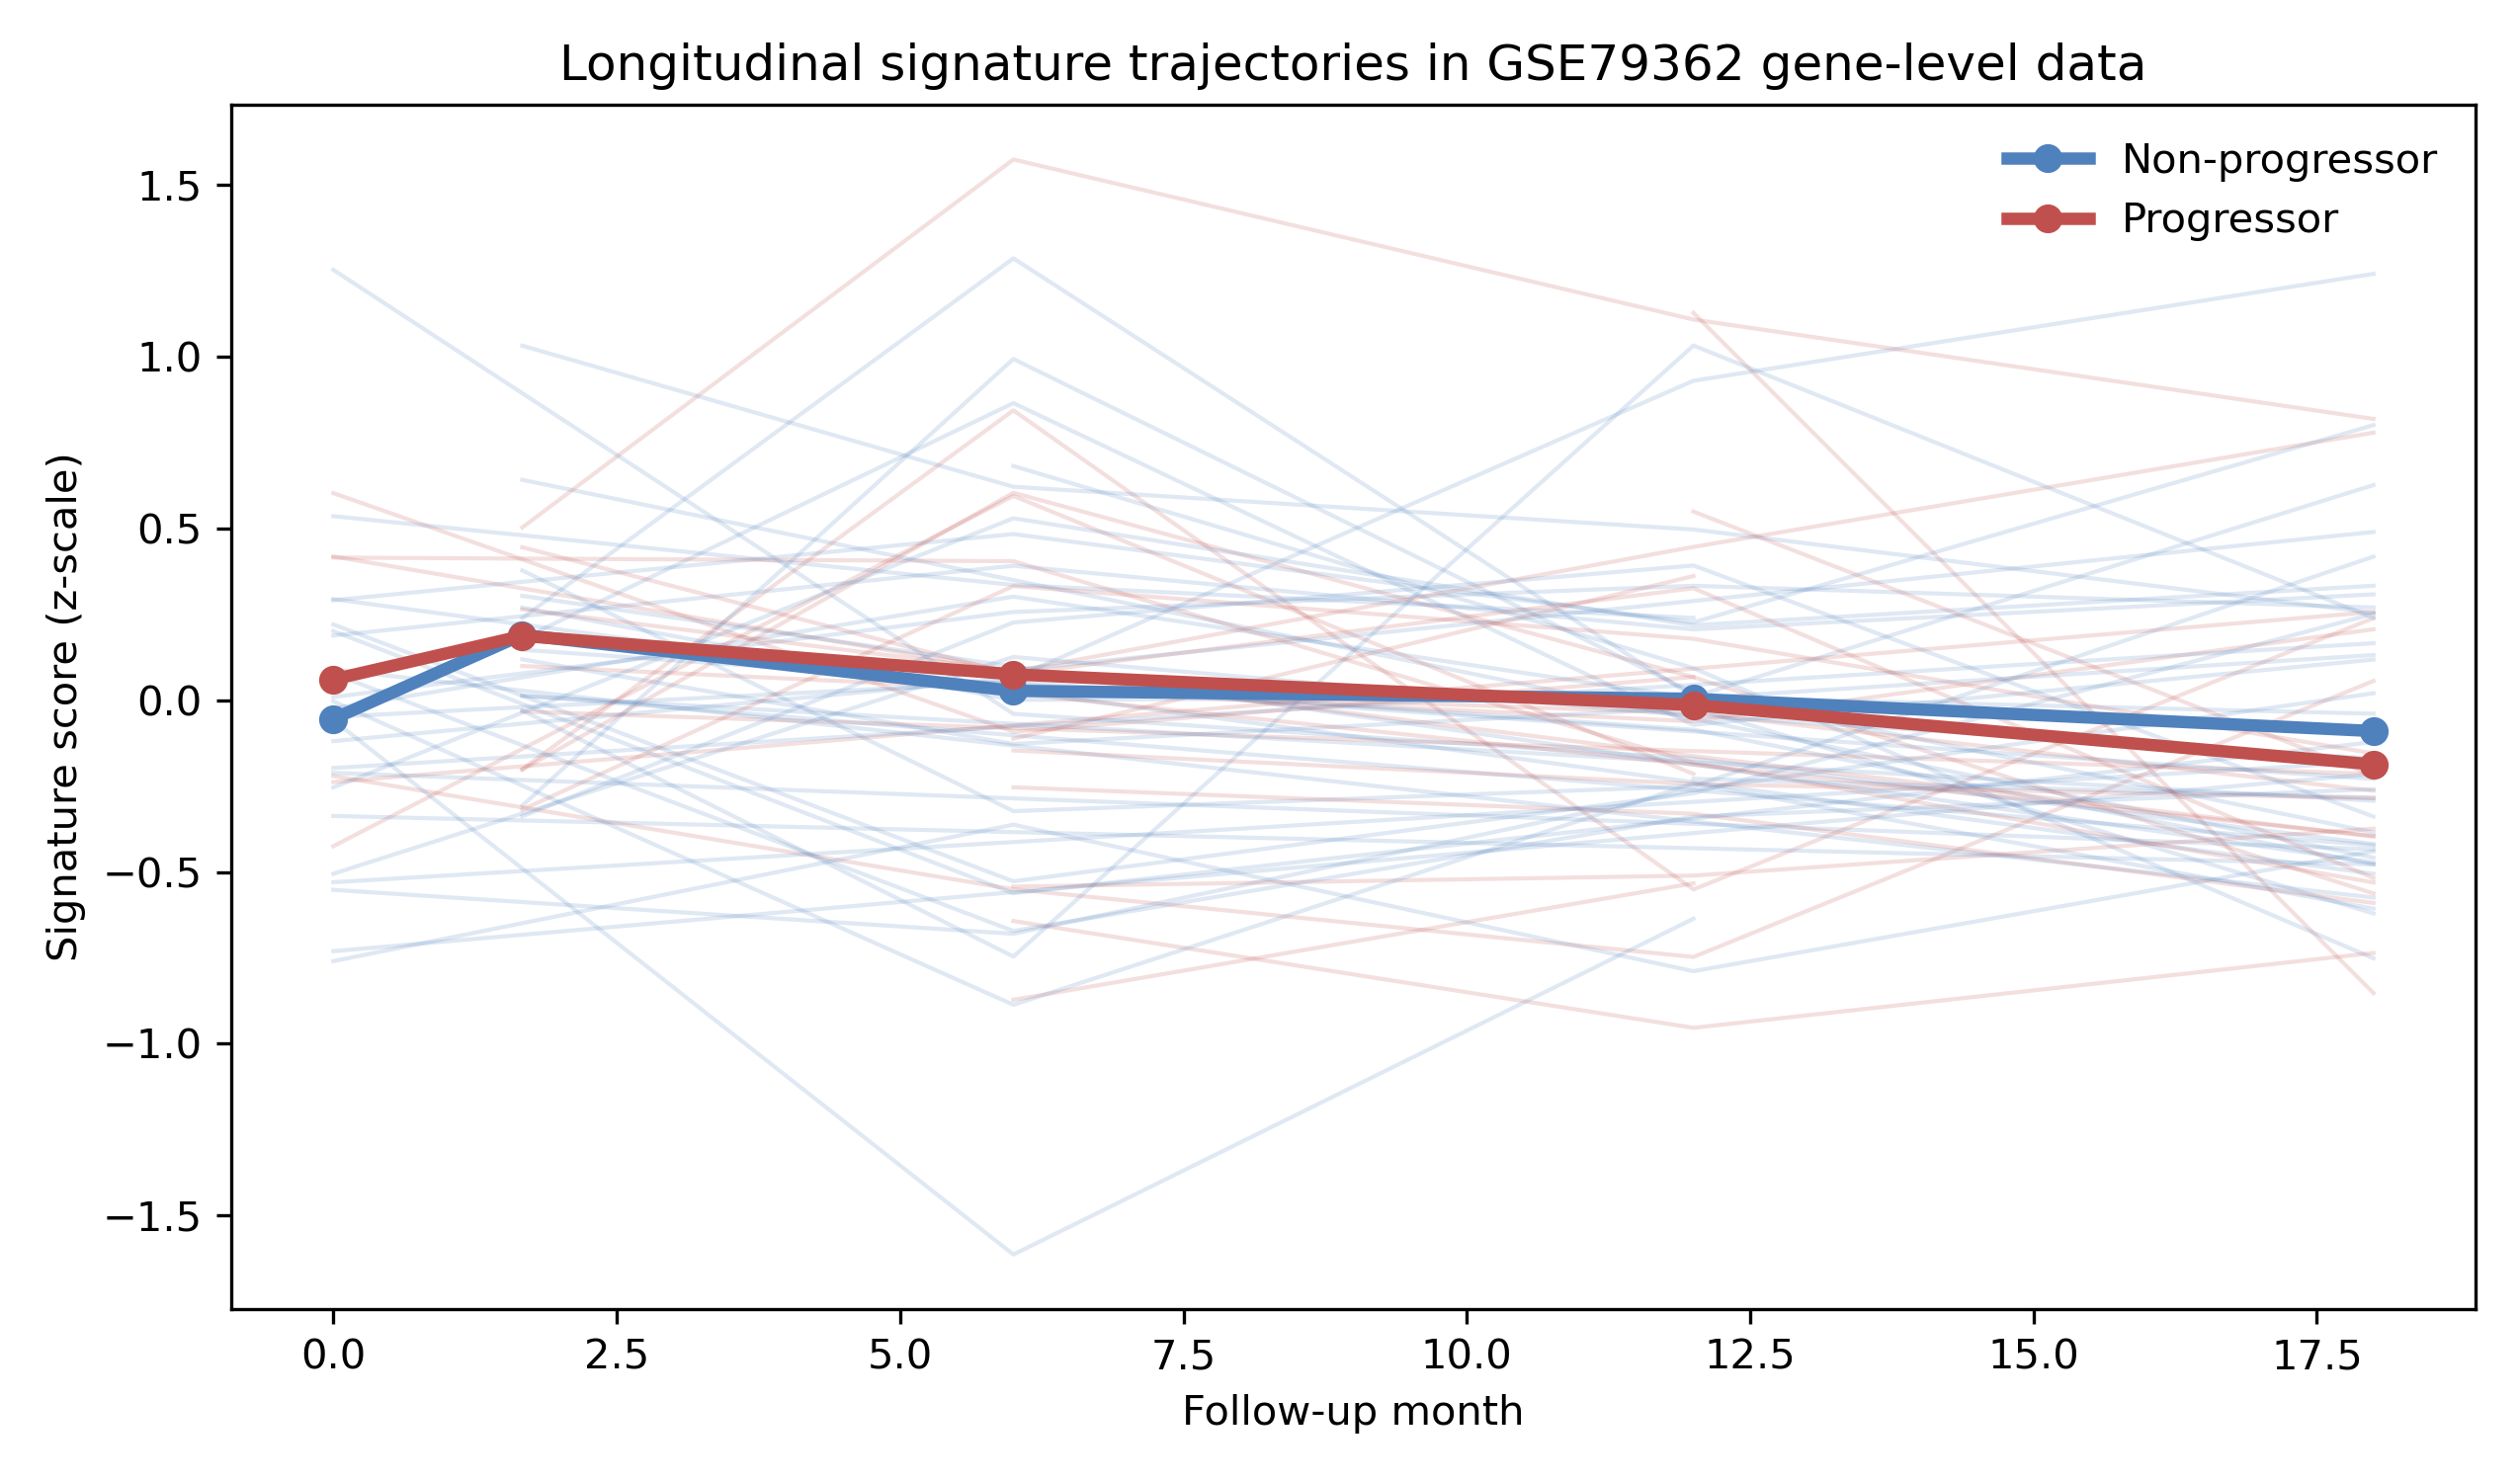 Longitudinal signature trajectories in GSE79362 gene-level data
Non-progressor
Progressor
Signature score (z-scale)
1.5
1.0
0.5
0.0
−0.5
−1.0
−1.5
0.0 2.5 5.0 7.5 10.0 12.5 15.0 17.5
Follow-up month